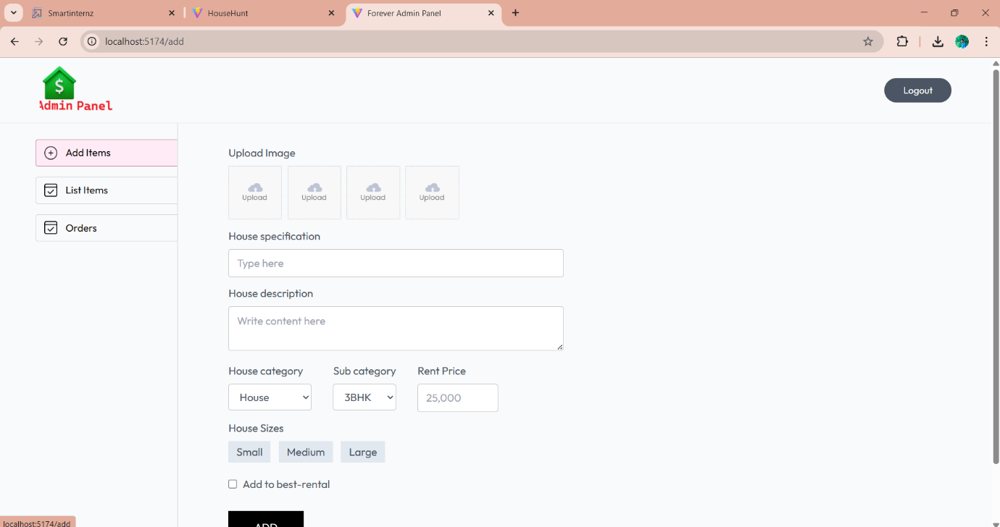 Smartinternz
HouseHunt
Forever Admin Panel
localhost:5174/add
$
Admin Panel
Logout
Add Items
List Items
Orders
Upload Image
Upload Upload Upload Upload
House specification
Type here
House description
Write content here
House category Sub category Rent Price
House 3BHK 25,000
House Sizes
Small Medium Large
Add to best-rental
ADD
localhost:5174/add